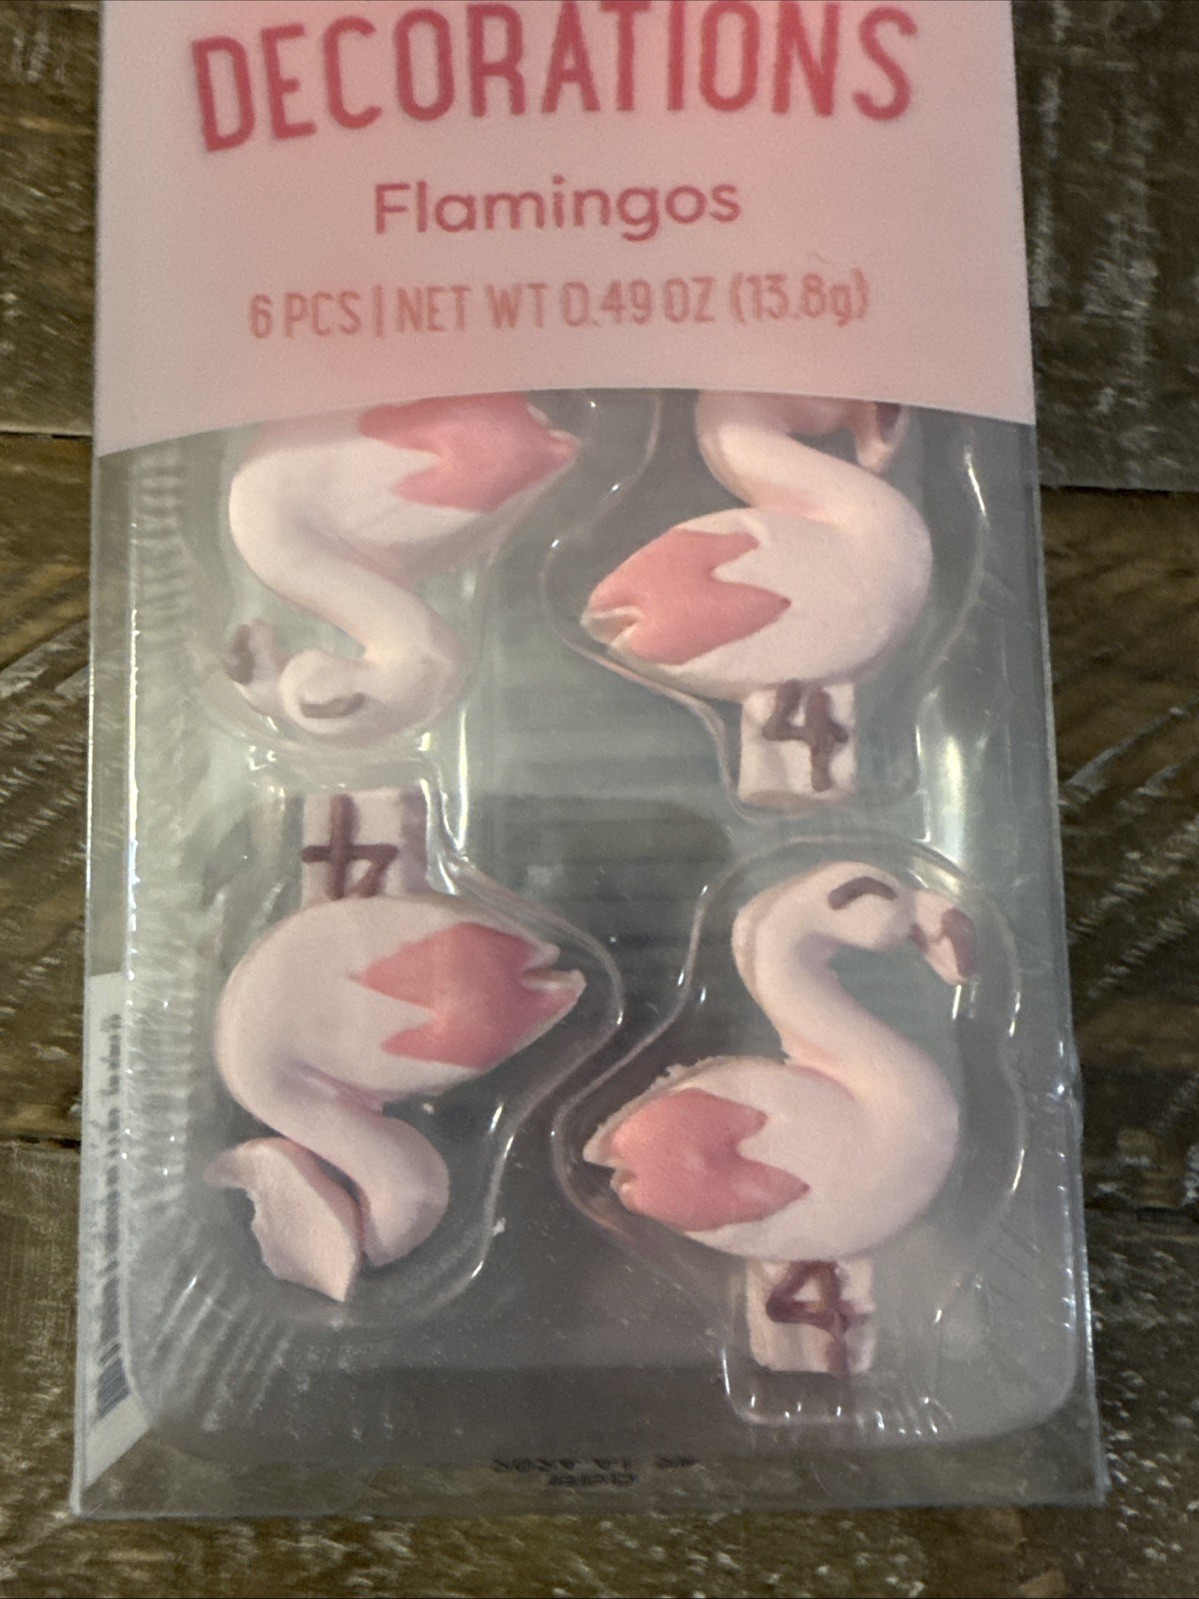 DECORATIONS
Flamingos
6 PCS | NET WT 0.49 OZ (13.8g)